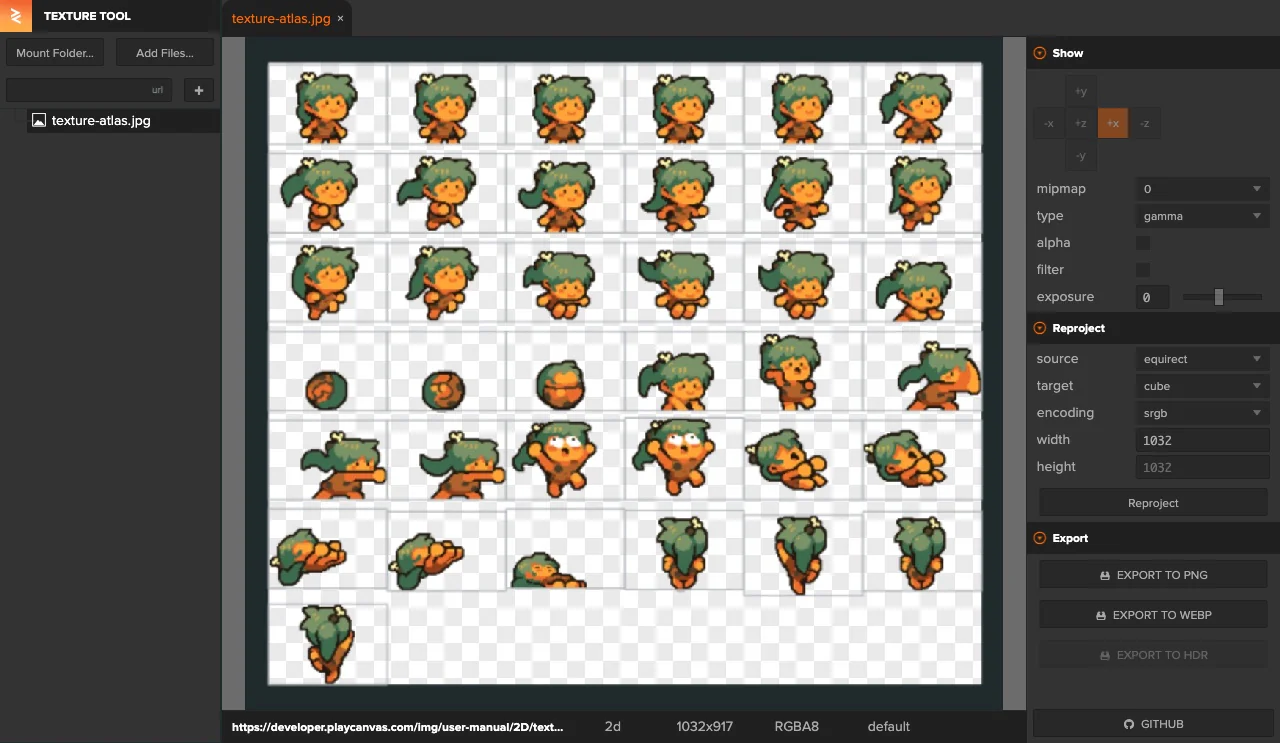 TEXTURE TOOL
texture-atlas.jpg ×
Mount Folder...
Add Files...
url
+
texture-atlas.jpg
Show
+y
-x
+z
+x
-z
-y
mipmap
0
type
gamma
alpha
filter
exposure
0
Reproject
source
equirect
target
cube
encoding
srgb
width
1032
height
1032
Reproject
Export
EXPORT TO PNG
EXPORT TO WEBP
EXPORT TO HDR
GITHUB
https://developer.playcanvas.com/img/user-manual/2D/text...
2d
1032x917
RGBA8
default